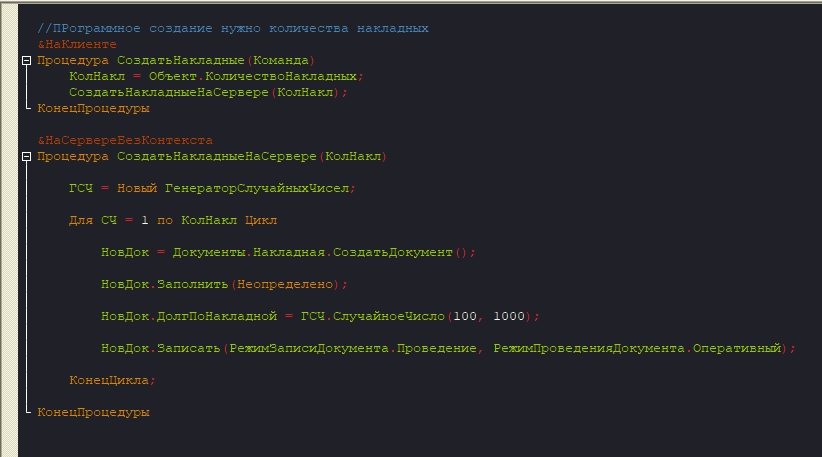 //ПРограммное создание нужно количества накладных
&НаКлиенте
Процедура СоздатьНакладные(Команда)
КолНакл = Объект.КоличествоНакладных;
СоздатьНакладныеНаСервере(КолНакл);
КонецПроцедуры
&НаСервереБезКонтекста
Процедура СоздатьНакладныеНаСервере(КолНакл)
ГСЧ = Новый ГенераторСлучайныхЧисел;
Для СЧ = 1 по КолНакл Цикл
НовДок = Документы.Накладная.СоздатьДокумент();
НовДок.Заполнить(Неопределено);
НовДок.ДолгПоНакладной = ГСЧ.СлучайноеЧисло(100, 1000);
НовДок.Записать(РежимЗаписиДокумента.Проведение, РежимПроведенияДокумента.Оперативный);
КонецЦикла;
КонецПроцедуры